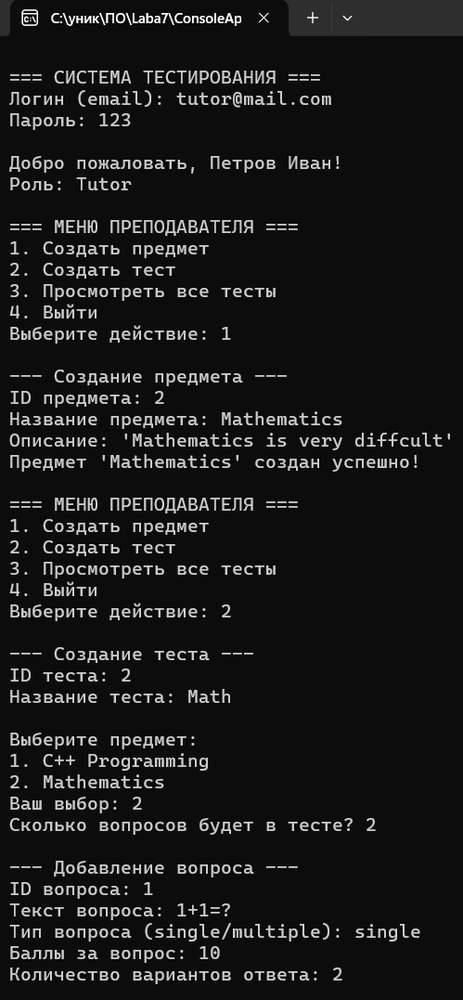 C:\уник\ПО\Laba7\ConsoleAp
=== СИСТЕМА ТЕСТИРОВАНИЯ ===
Логин (email): tutor@mail.com
Пароль: 123
Добро пожаловать, Петров Иван!
Роль: Tutor
=== МЕНЮ ПРЕПОДАВАТЕЛЯ ===
1. Создать предмет
2. Создать тест
3. Просмотреть все тесты
4. Выйти
Выберите действие: 1
--- Создание предмета ---
ID предмета: 2
Название предмета: Mathematics
Описание: 'Mathematics is very diffcult'
Предмет 'Mathematics' создан успешно!
=== МЕНЮ ПРЕПОДАВАТЕЛЯ ===
1. Создать предмет
2. Создать тест
3. Просмотреть все тесты
4. Выйти
Выберите действие: 2
--- Создание теста ---
ID теста: 2
Название теста: Math
Выберите предмет:
1. C++ Programming
2. Mathematics
Ваш выбор: 2
Сколько вопросов будет в тесте? 2
--- Добавление вопроса ---
ID вопроса: 1
Текст вопроса: 1+1=?
Тип вопроса (single/multiple): single
Баллы за вопрос: 10
Количество вариантов ответа: 2